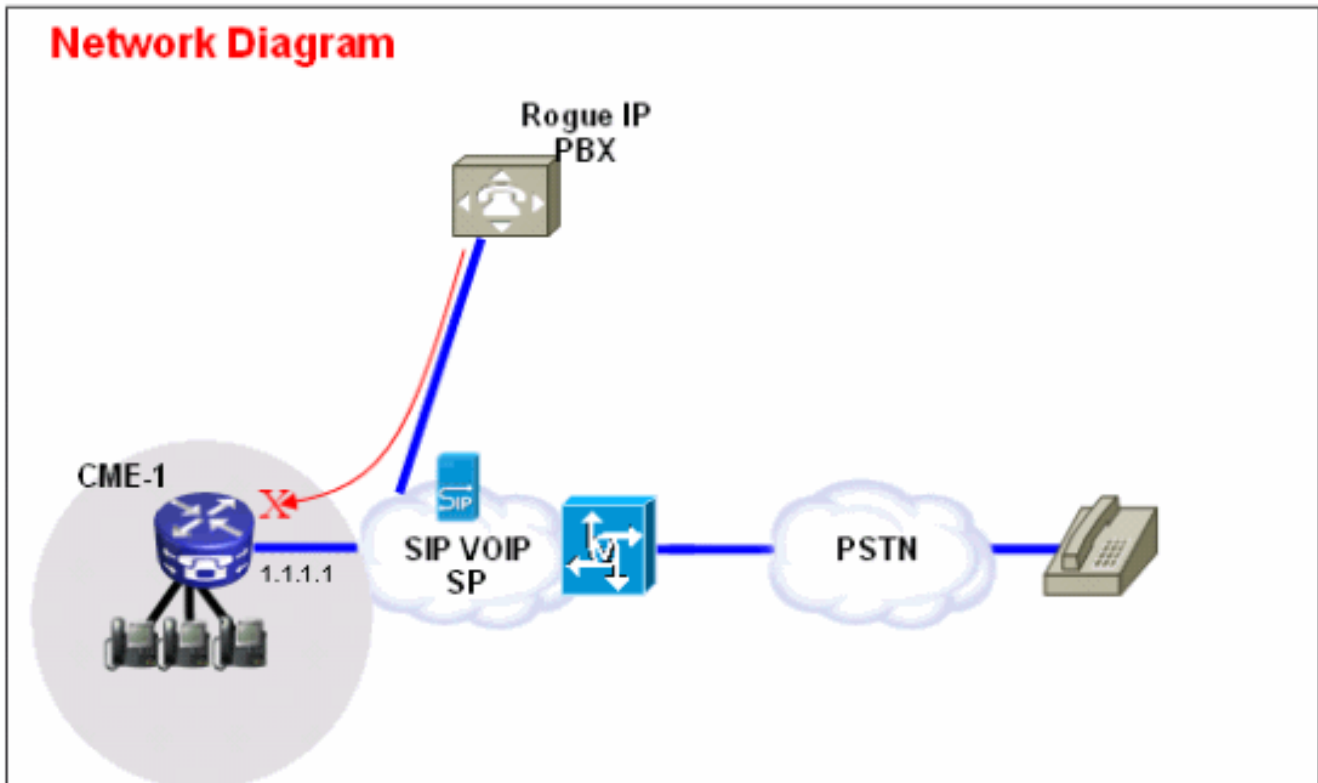 Network Diagram
Rogue IP
PBX
CME-1
X
1.1.1.1
SIP
SIP VOIP
SP
V
PSTN